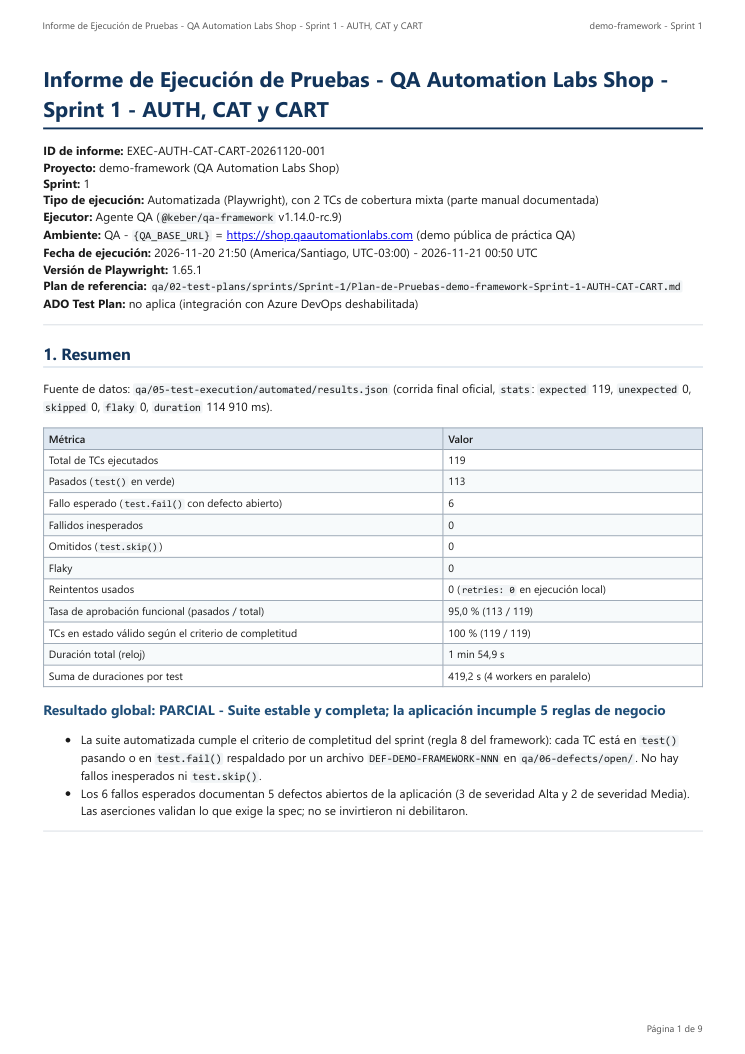 Informe de Ejecución de Pruebas - QA Automation Labs Shop - Sprint 1 - AUTH, CAT y CART demo-framework - Sprint 1
Informe de Ejecución de Pruebas - QA Automation Labs Shop -
Sprint 1 - AUTH, CAT y CART
ID de informe: EXEC-AUTH-CAT-CART-20261120-001
Proyecto: demo-framework (QA Automation Labs Shop)
Sprint: 1
Tipo de ejecución: Automatizada (Playwright), con 2 TCs de cobertura mixta (parte manual documentada)
Ejecutor: Agente QA (@keber/qa-framework v1.14.0-rc.9)
Ambiente: QA - {QA_BASE_URL} = https://shop.qaautomationlabs.com (demo pública de práctica QA)
Fecha de ejecución: 2026-11-20 21:50 (America/Santiago, UTC-03:00) - 2026-11-21 00:50 UTC
Versión de Playwright: 1.65.1
Plan de referencia: qa/02-test-plans/sprints/Sprint-1/Plan-de-Pruebas-demo-framework-Sprint-1-AUTH-CAT-CART.md
ADO Test Plan: no aplica (integración con Azure DevOps deshabilitada)
1. Resumen
Fuente de datos: qa/05-test-execution/automated/results.json (corrida final oficial, stats: expected 119, unexpected 0,
skipped 0, flaky 0, duration 114 910 ms).
Métrica Valor
Total de TCs ejecutados 119
Pasados (test() en verde) 113
Fallo esperado (test.fail() con defecto abierto) 6
Fallidos inesperados 0
Omitidos (test.skip()) 0
Flaky 0
Reintentos usados 0 (retries: 0 en ejecución local)
Tasa de aprobación funcional (pasados / total) 95,0 % (113 / 119)
TCs en estado válido según el criterio de completitud 100 % (119 / 119)
Duración total (reloj) 1 min 54,9 s
Suma de duraciones por test 419,2 s (4 workers en paralelo)
Resultado global: PARCIAL - Suite estable y completa; la aplicación incumple 5 reglas de negocio
• La suite automatizada cumple el criterio de completitud del sprint (regla 8 del framework): cada TC está en test()
pasando o en test.fail() respaldado por un archivo DEF-DEMO-FRAMEWORK-NNN en qa/06-defects/open/. No hay
fallos inesperados ni test.skip().
• Los 6 fallos esperados documentan 5 defectos abiertos de la aplicación (3 de severidad Alta y 2 de severidad Media).
Las aserciones validan lo que exige la spec; no se invirtieron ni debilitaron.
Página 1 de 9